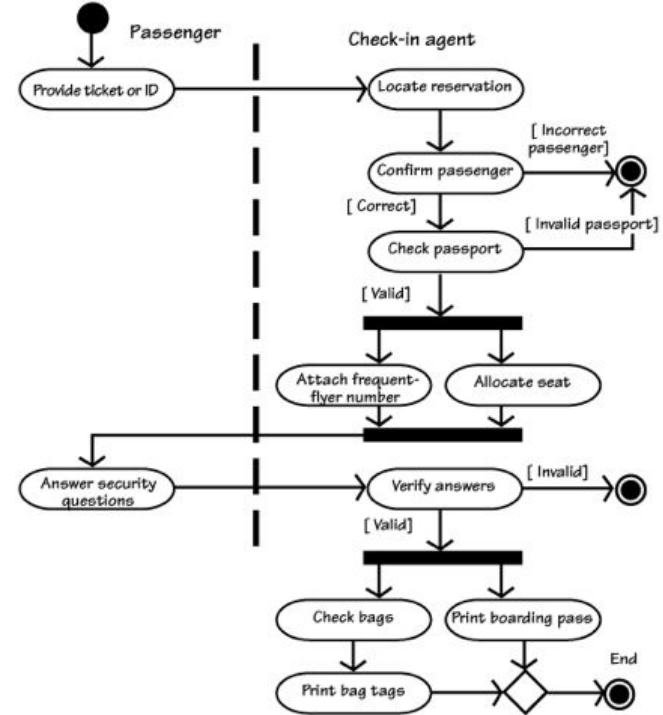 Passenger
Check-in agent
Provide ticket or ID
Locate reservation
[ Incorrect
passenger]
Confirm passenger
[ Correct]
[ Invalid passport]
Check passport
[ Valid]
Attach frequent-
flyer number
Allocate seat
Answer security
questions
Verify answers
[ Invalid]
[ Valid]
Check bags
Print boarding pass
End
Print bag tags